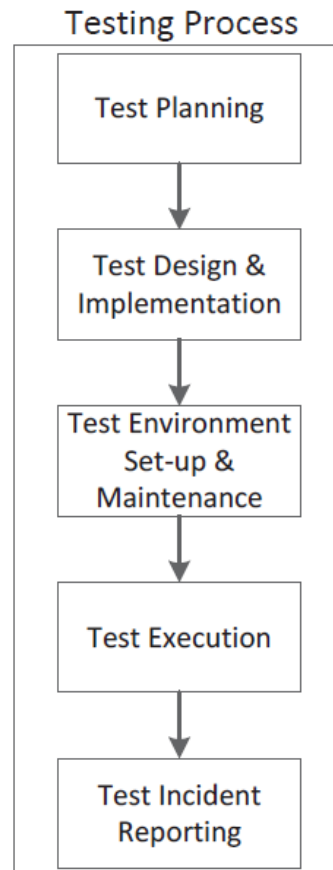 Testing Process
Test Planning
Test Design &
Implementation
Test Environment
Set-up &
Maintenance
Test Execution
Test Incident
Reporting